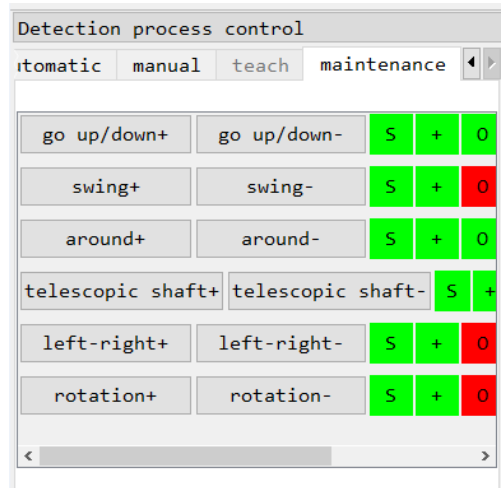 Detection process control
tomatic manual teach maintenance
go up/down+ go up/down- S + O
swing+ swing- S + O
around+ around- S + O
telescopic shaft+ telescopic shaft- S +
left-right+ left-right- S + O
rotation+ rotation- S + O